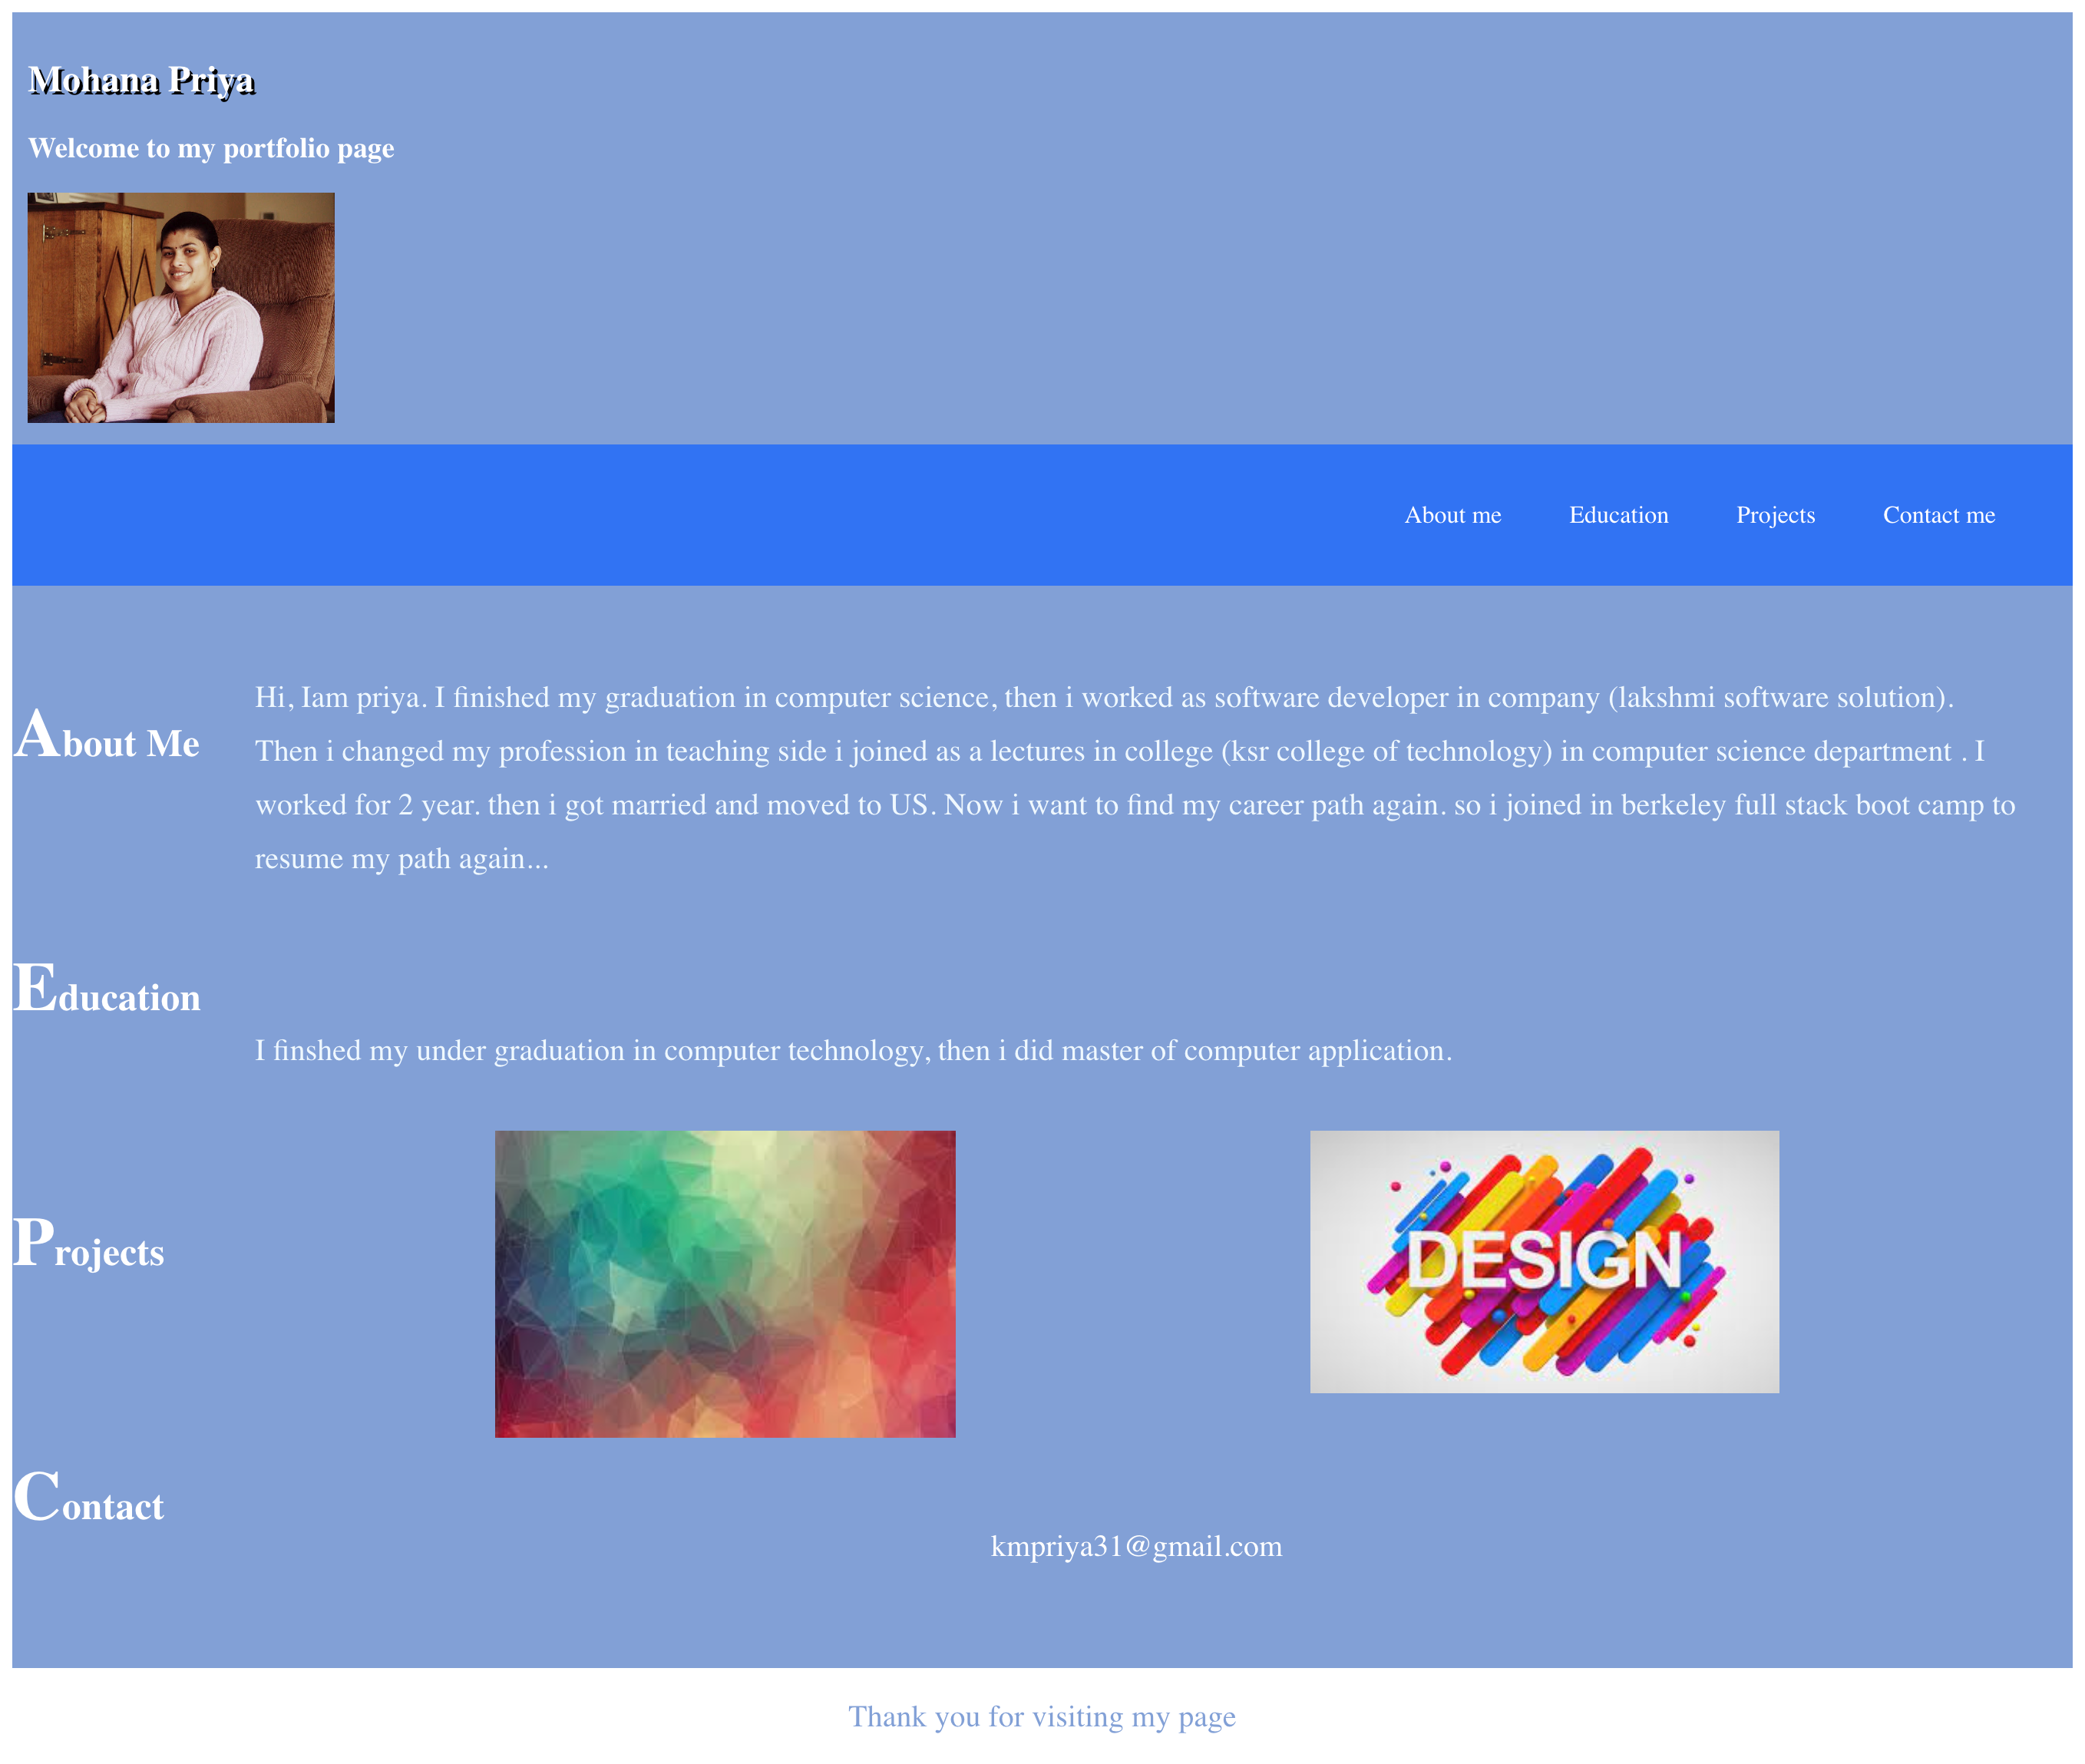 Mohana Priya
Welcome to my portfolio page
About me Education Projects Contact me
About Me
Hi, Iam priya. I finished my graduation in computer science, then i worked as software developer in company (lakshmi software solution).
Then i changed my profession in teaching side i joined as a lectures in college (ksr college of technology) in computer science department . I
worked for 2 year. then i got married and moved to US. Now i want to find my career path again. so i joined in berkeley full stack boot camp to
resume my path again...
Education
I finshed my under graduation in computer technology, then i did master of computer application.
Projects
DESIGN
Contact
kmpriya31@gmail.com
Thank you for visiting my page